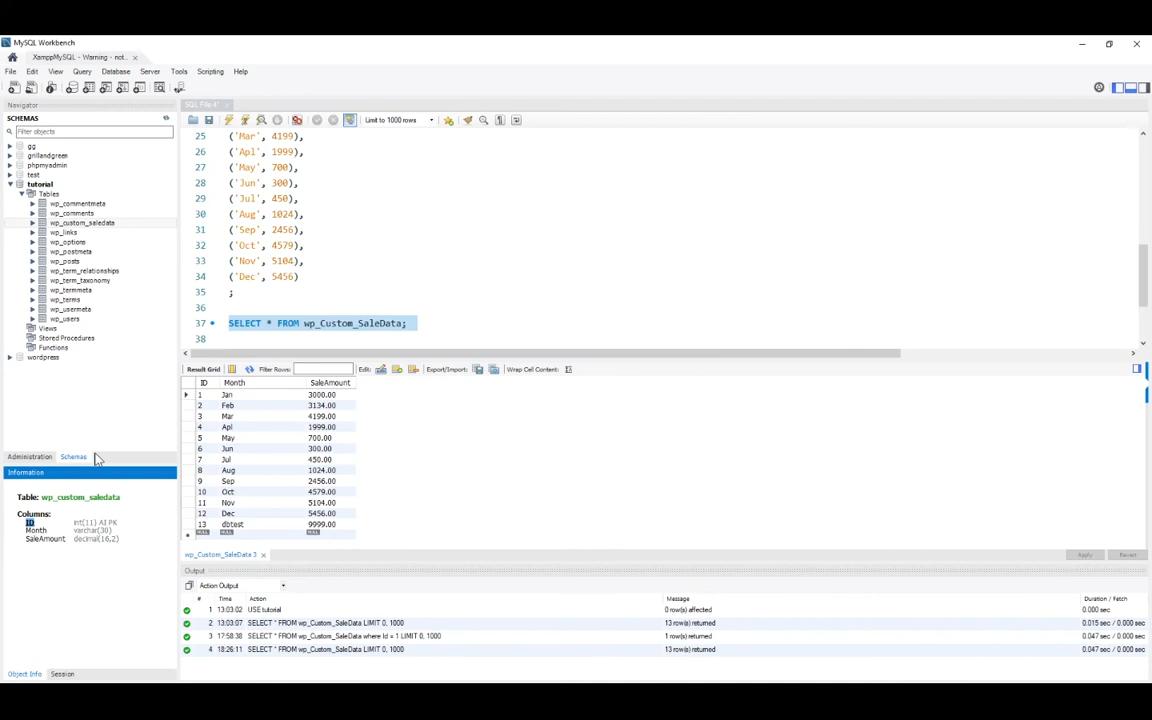 MySQL Workbench
XamppMySQL - Warning - not...
File Edit View Query Database Server Tools Scripting Help
Navigator
SCHEMAS
Filter objects
gg
grillandgreen
phpmyadmin
test
tutorial
Tables
wp_commentmeta
wp_comments
wp_custom_saledata
wp_links
wp_options
wp_postmeta
wp_posts
wp_term_relationships
wp_term_taxonomy
wp_termmeta
wp_terms
wp_usermeta
wp_users
Views
Stored Procedures
Functions
wordpress
Administration Schemas
Information
Table: wp_custom_saledata
Columns:
ID int(11) AI PK
Month varchar(30)
SaleAmount decimal(16,2)
Object Info Session
SQL File 4*
Limit to 1000 rows
25 ('Mar', 4199),
26 ('Apl', 1999),
27 ('May', 700),
28 ('Jun', 300),
29 ('Jul', 450),
30 ('Aug', 1024),
31 ('Sep', 2456),
32 ('Oct', 4579),
33 ('Nov', 5104),
34 ('Dec', 5456)
35 ;
36
37 SELECT * FROM wp_Custom_SaleData;
38
Result Grid Filter Rows: Edit: Export/Import: Wrap Cell Content:
ID Month SaleAmount
1 Jan 3000.00
2 Feb 3134.00
3 Mar 4199.00
4 Apl 1999.00
5 May 700.00
6 Jun 300.00
7 Jul 450.00
8 Aug 1024.00
9 Sep 2456.00
10 Oct 4579.00
11 Nov 5104.00
12 Dec 5456.00
13 dbtest 9999.00
NULL NULL NULL
wp_Custom_SaleData 3
Apply Revert
Output
Action Output
# Time Action Message Duration / Fetch
1 13:03:02 USE tutorial 0 row(s) affected 0.000 sec
2 13:03:07 SELECT * FROM wp_Custom_SaleData LIMIT 0, 1000 13 row(s) returned 0.015 sec / 0.000 sec
3 17:58:38 SELECT * FROM wp_Custom_SaleData where Id = 1 LIMIT 0, 1000 1 row(s) returned 0.047 sec / 0.000 sec
4 18:26:11 SELECT * FROM wp_Custom_SaleData LIMIT 0, 1000 13 row(s) returned 0.047 sec / 0.000 sec